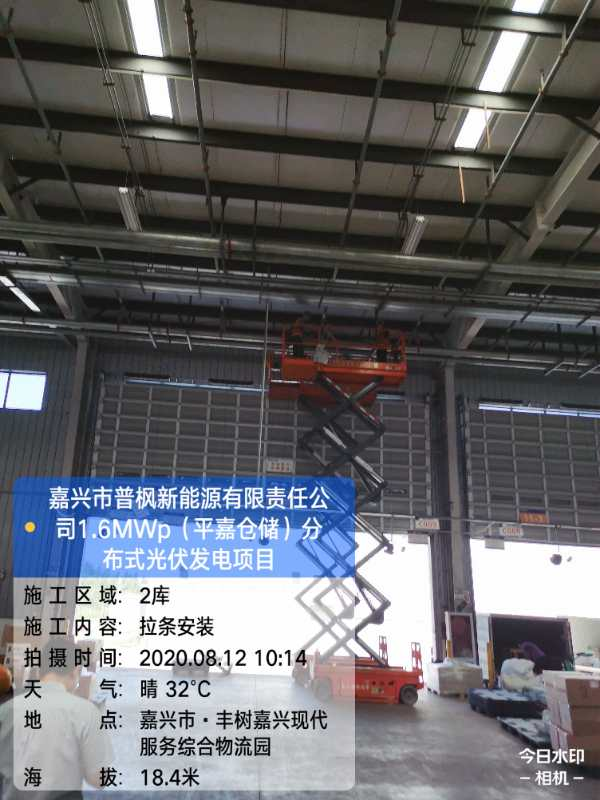 嘉兴市普枫新能源有限责任公
司1.6MWp（平嘉仓储）分
布式光伏发电项目
施工区域：2库
施工内容：拉条安装
拍摄时间：2020.08.12 10:14
天气：晴 32°C
地点：嘉兴市·丰树嘉兴现代
服务综合物流园
海拔：18.4米
今日水印
-相机-